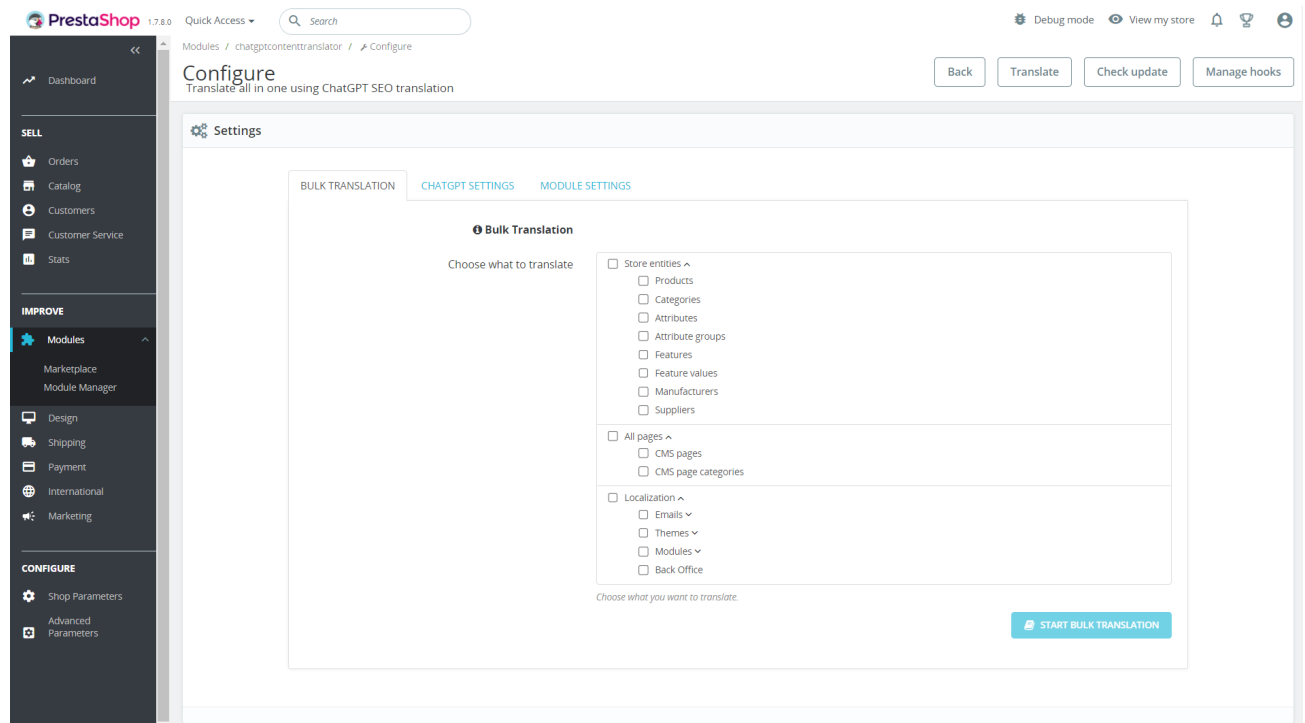 PrestaShop 1.7.8.0 Quick Access Search Debug mode View my store
Modules / chatgptcontenttranslator / Configure
Configure
Translate all in one using ChatGPT SEO translation
Back Translate Check update Manage hooks
Dashboard
SELL
Orders
Catalog
Customers
Customer Service
Stats
IMPROVE
Modules
Marketplace
Module Manager
Design
Shipping
Payment
International
Marketing
CONFIGURE
Shop Parameters
Advanced
Parameters
Settings
BULK TRANSLATION CHATGPT SETTINGS MODULE SETTINGS
Bulk Translation
Choose what to translate
Store entities
Products
Categories
Attributes
Attribute groups
Features
Feature values
Manufacturers
Suppliers
All pages
CMS pages
CMS page categories
Localization
Emails
Themes
Modules
Back Office
Choose what you want to translate.
START BULK TRANSLATION